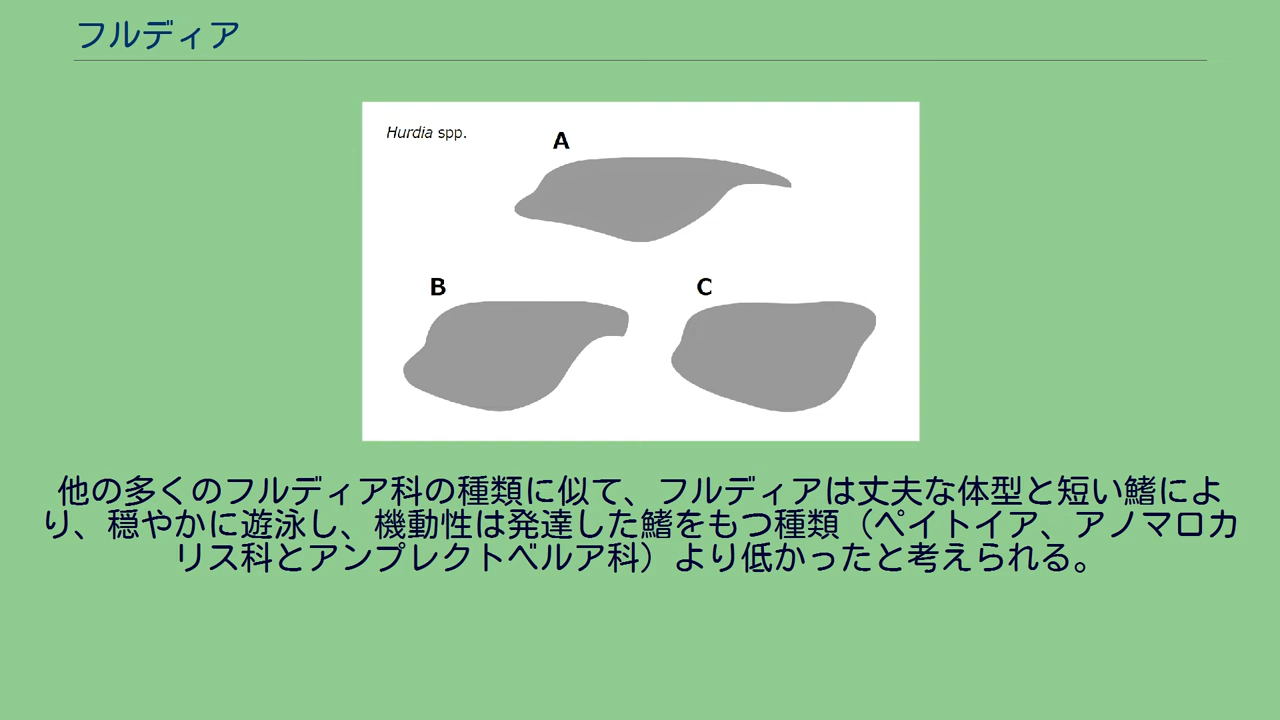 フルディア
Hurdia spp.
A
B
C
他の多くのフルディア科の種類に似て、フルディアは丈夫な体型と短い鰭によ
り、穏やかに遊泳し、機動性は発達した鰭をもつ種類（ペイトイア、アノマロカ
リス科とアンプレクトベルア科）より低かったと考えられる。